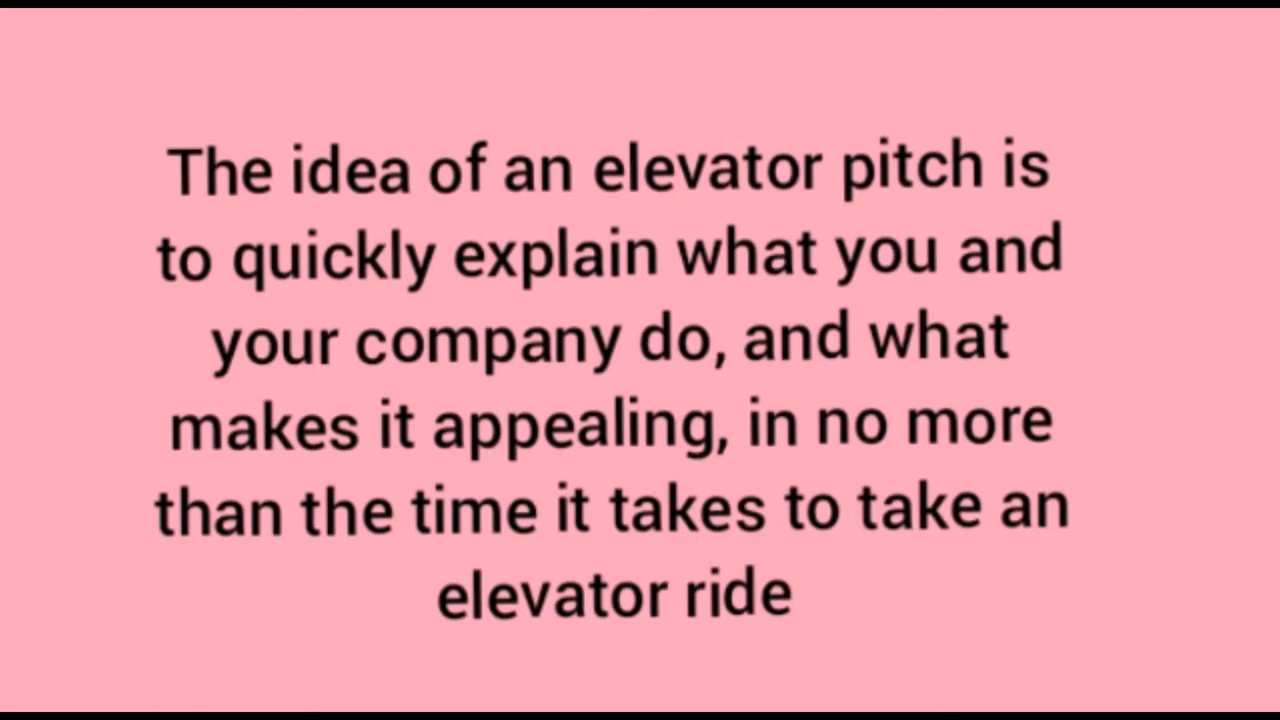 The idea of an elevator pitch is
to quickly explain what you and
your company do, and what
makes it appealing, in no more
than the time it takes to take an
elevator ride